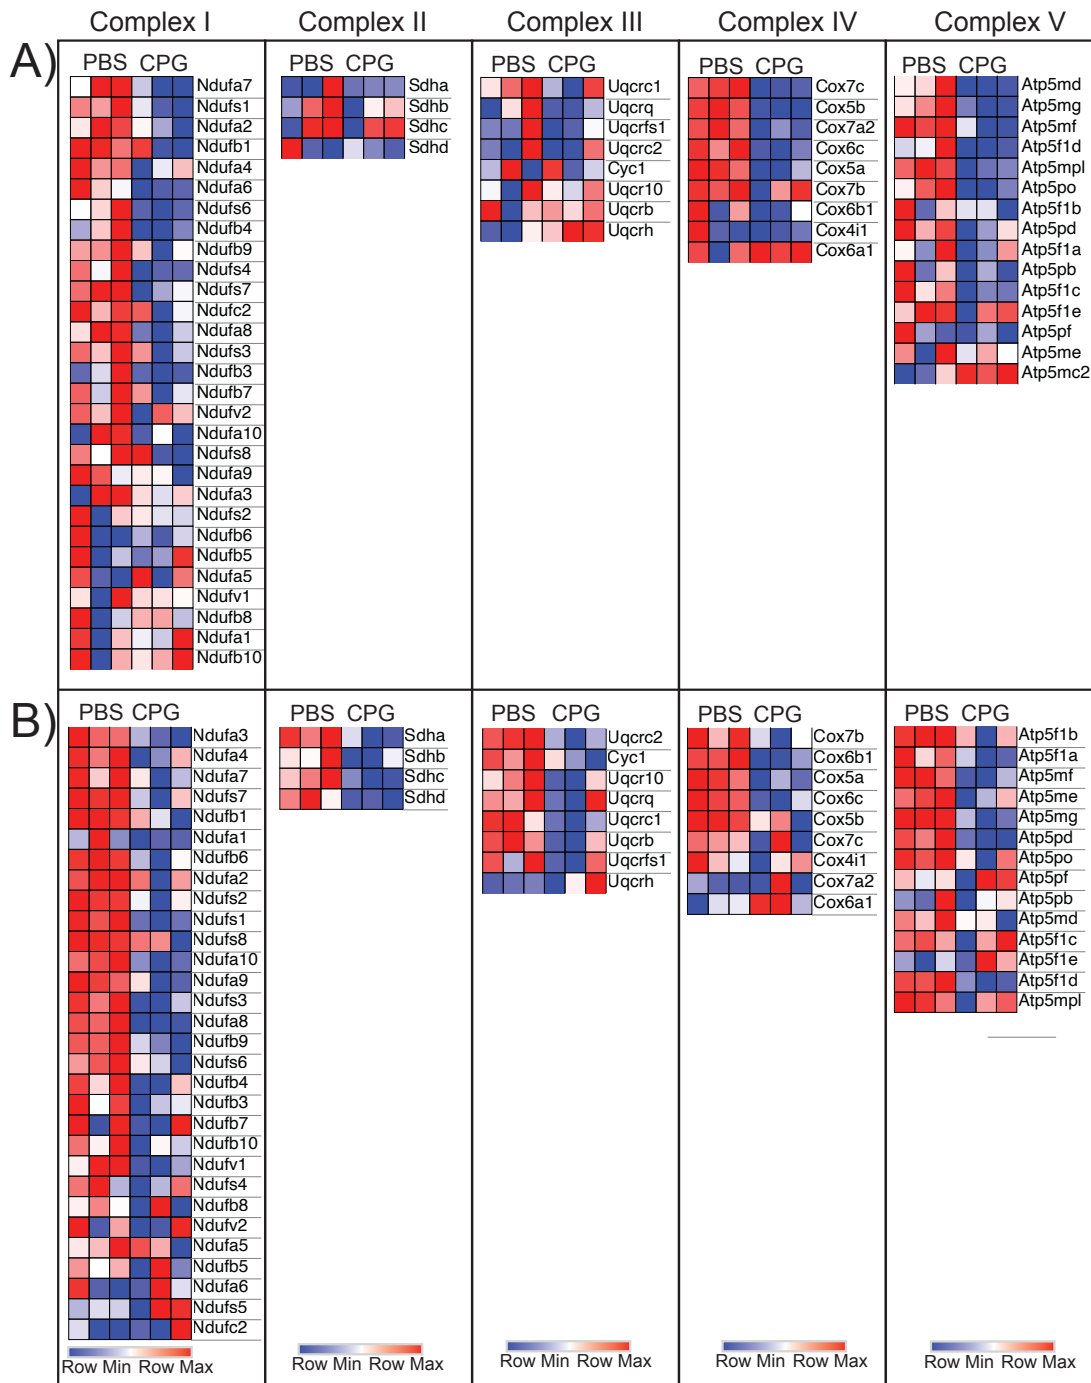 Complex I
Complex II
Complex III
Complex IV
Complex V
A)
PBS CPG
Ndufa7
Ndufs1
Ndufa2
Ndufb1
Ndufa4
Ndufa6
Ndufs6
Ndufb4
Ndufb9
Ndufs4
Ndufs7
Ndufc2
Ndufa8
Ndufs3
Ndufb3
Ndufb7
Ndufv2
Ndufa10
Ndufs8
Ndufa9
Ndufa3
Ndufs2
Ndufb6
Ndufb5
Ndufa5
Ndufv1
Ndufb8
Ndufa1
Ndufb10
PBS CPG
Sdha
Sdhb
Sdhc
Sdhd
PBS CPG
Uqcrc1
Uqcrq
Uqcrfs1
Uqcrc2
Cyc1
Uqcr10
Uqcrb
Uqcrh
PBS CPG
Cox7c
Cox5b
Cox7a2
Cox6c
Cox5a
Cox7b
Cox6b1
Cox4i1
Cox6a1
PBS CPG
Atp5md
Atp5mg
Atp5mf
Atp5f1d
Atp5mpl
Atp5po
Atp5f1b
Atp5pd
Atp5f1a
Atp5pb
Atp5f1c
Atp5f1e
Atp5pf
Atp5me
Atp5mc2
B)
PBS CPG
Ndufa3
Ndufa4
Ndufa7
Ndufs7
Ndufb1
Ndufa1
Ndufb6
Ndufa2
Ndufs2
Ndufs1
Ndufs8
Ndufa10
Ndufa9
Ndufs3
Ndufa8
Ndufb9
Ndufs6
Ndufb4
Ndufb3
Ndufb7
Ndufb10
Ndufv1
Ndufs4
Ndufb8
Ndufv2
Ndufa5
Ndufb5
Ndufa6
Ndufs5
Ndufc2
Row Min Row Max
PBS CPG
Sdha
Sdhb
Sdhc
Sdhd
Row Min Row Max
PBS CPG
Uqcrc2
Cyc1
Uqcr10
Uqcrq
Uqcrc1
Uqcrb
Uqcrfs1
Uqcrh
Row Min Row Max
PBS CPG
Cox7b
Cox6b1
Cox5a
Cox6c
Cox5b
Cox7c
Cox4i1
Cox7a2
Cox6a1
Row Min Row Max
PBS CPG
Atp5f1b
Atp5f1a
Atp5mf
Atp5me
Atp5mg
Atp5pd
Atp5po
Atp5pf
Atp5pb
Atp5md
Atp5f1c
Atp5f1e
Atp5f1d
Atp5mpl
Row Min Row Max